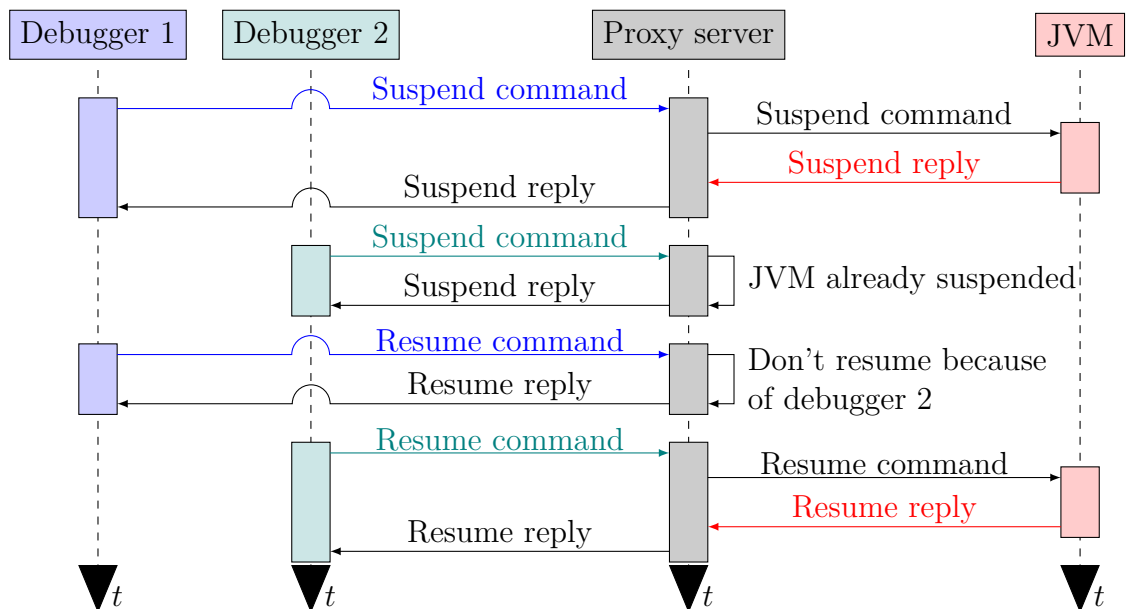 Debugger 1
Debugger 2
Proxy server
JVM
Suspend command
Suspend command
Suspend reply
Suspend reply
Suspend command
JVM already suspended
Suspend reply
Resume command
Don't resume because
of debugger 2
Resume reply
Resume command
Resume command
Resume reply
Resume reply
t
t
t
t